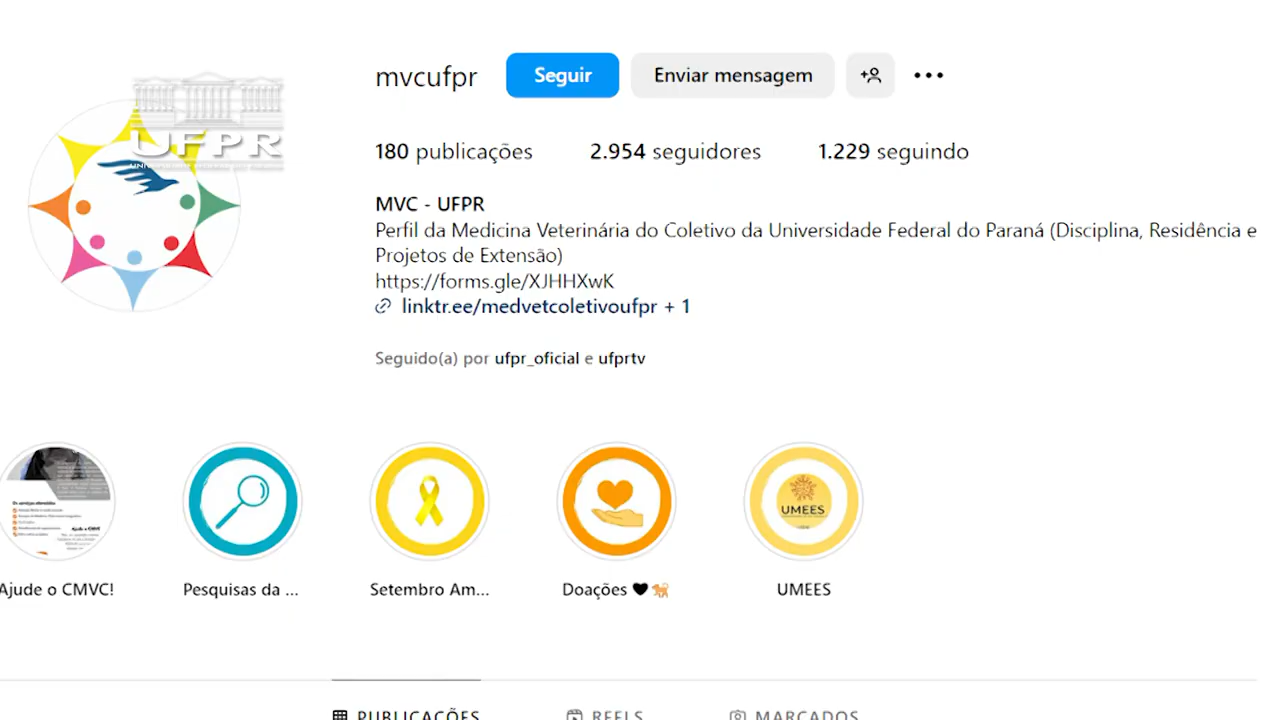 mvcufpr
Seguir
Enviar mensagem
UFPR
180 publicações
2.954 seguidores
1.229 seguindo
MVC - UFPR
Perfil da Medicina Veterinária do Coletivo da Universidade Federal do Paraná (Disciplina, Residência e
Projetos de Extensão)
https://forms.gle/XJHHXwK
linktr.ee/medvetcoletivoufpr + 1
Seguido(a) por ufpr_oficial e ufprtv
UMEES
Ajude o CMVC!
Pesquisas da ...
Setembro Am...
Doações
UMEES
PUBLICAÇÕES
REELS
MARCADOS